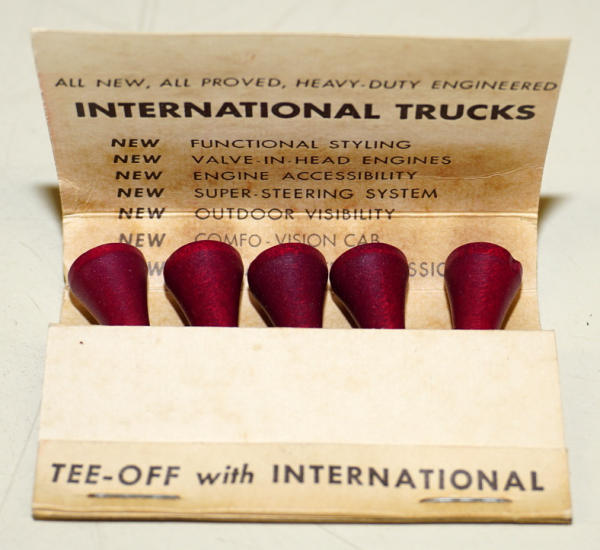 ALL NEW, ALL PROVED, HEAVY-DUTY ENGINEERED
INTERNATIONAL TRUCKS
NEW FUNCTIONAL STYLING
NEW VALVE-IN-HEAD ENGINES
NEW ENGINE ACCESSIBILITY
NEW SUPER-STEERING SYSTEM
NEW OUTDOOR VISIBILITY
NEW COMFO-VISION CAB
TEE-OFF with INTERNATIONAL